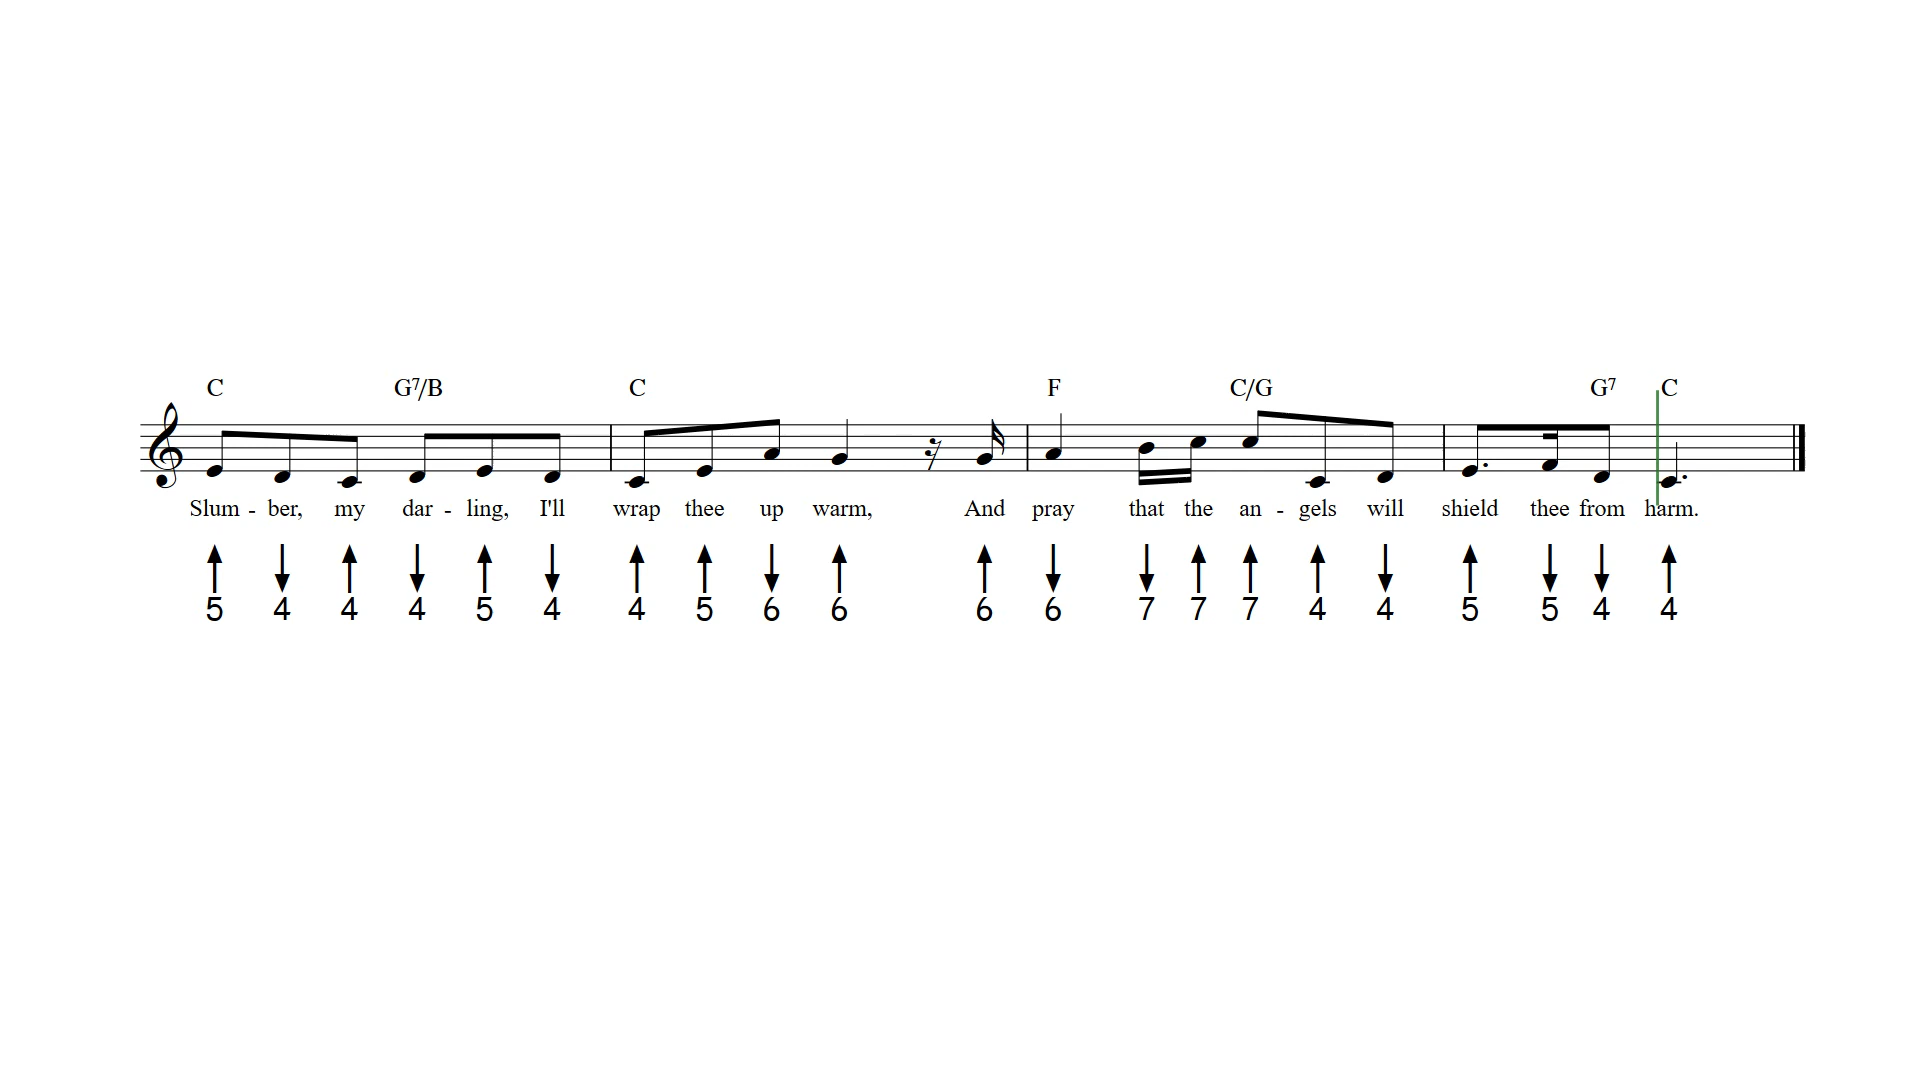 C G7/B C F C/G G7 C
Slum - ber, my dar - ling, I'll wrap thee up warm, And pray that the an - gels will shield thee from harm.
5 4 4 4 5 4 4 5 6 6 6 6 7 7 7 4 4 5 5 4 4